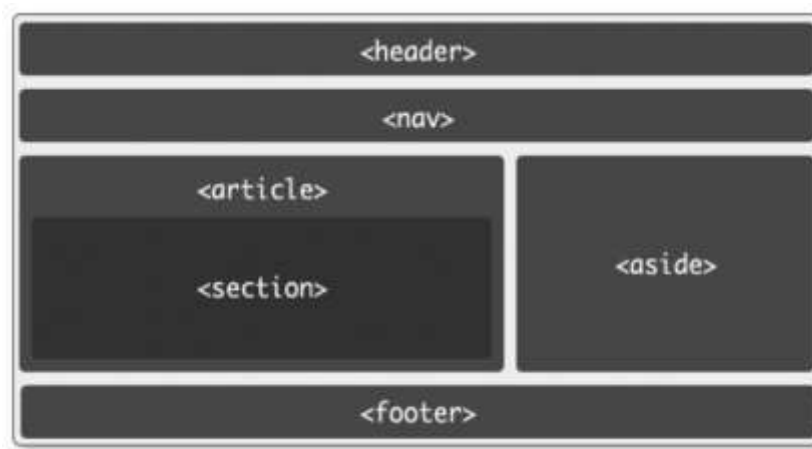 <header>
<nav>
<article>
<section>
<aside>
<footer>